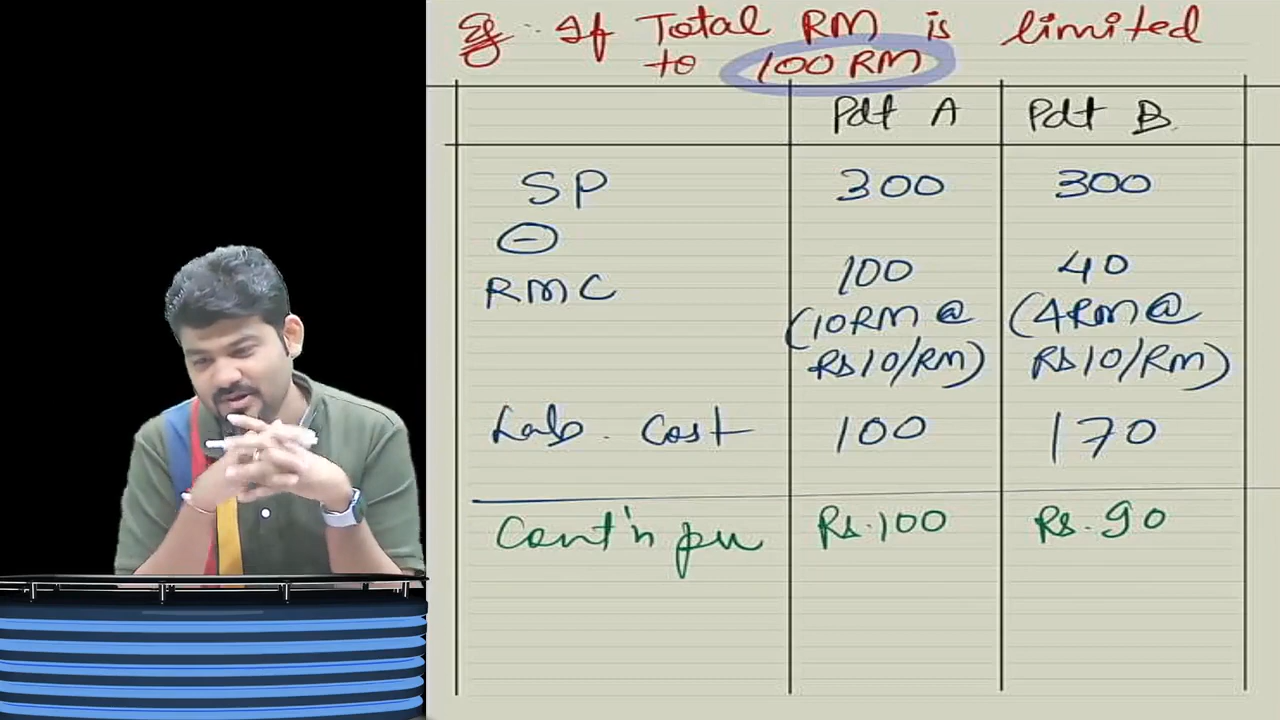 Eg :- If Total RM is limited
to 100 RM
Pdt A Pdt B
SP 300 300
(-)
RMC 100 40
(10RM @ (4RM @
Rs10/RM) Rs10/RM)
Lab. Cost 100 170
Cont'n pu Rs.100 Rs.90